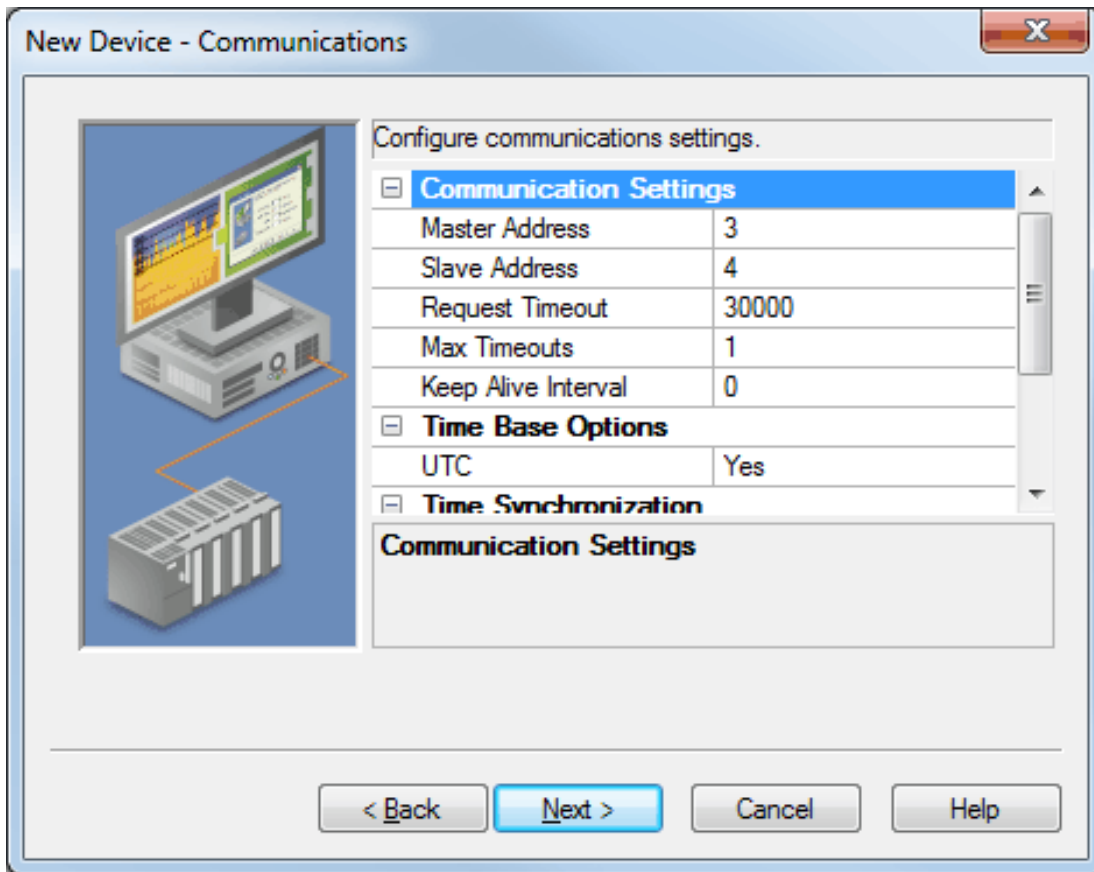 New Device - Communications
Configure communications settings.
Communication Settings
Master Address 3
Slave Address 4
Request Timeout 30000
Max Timeouts 1
Keep Alive Interval 0
Time Base Options
UTC Yes
Time Synchronization
Communication Settings
< Back Next > Cancel Help